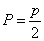 P = p/2